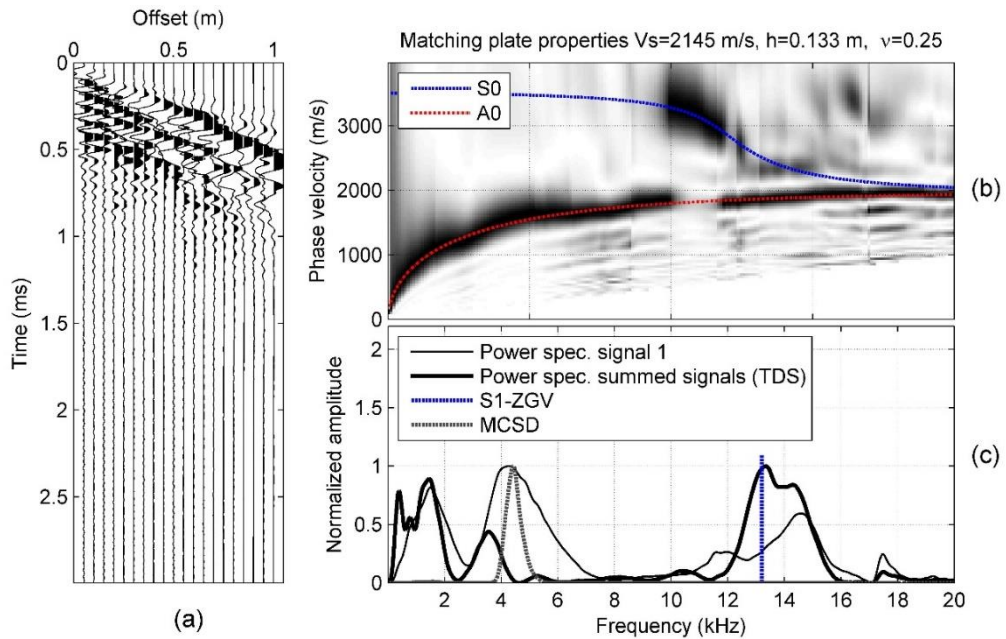 Offset (m)
0 0.5 1
0
0.5
1
1.5
2
2.5
Time (ms)
(a)
Matching plate properties Vs=2145 m/s, h=0.133 m, ν=0.25
S0
A0
3000
2000
1000
0
Phase velocity (m/s)
(b)
Power spec. signal 1
Power spec. summed signals (TDS)
S1-ZGV
MCSD
2
1.5
1
0.5
0
Normalized amplitude
(c)
2 4 6 8 10 12 14 16 18 20
Frequency (kHz)